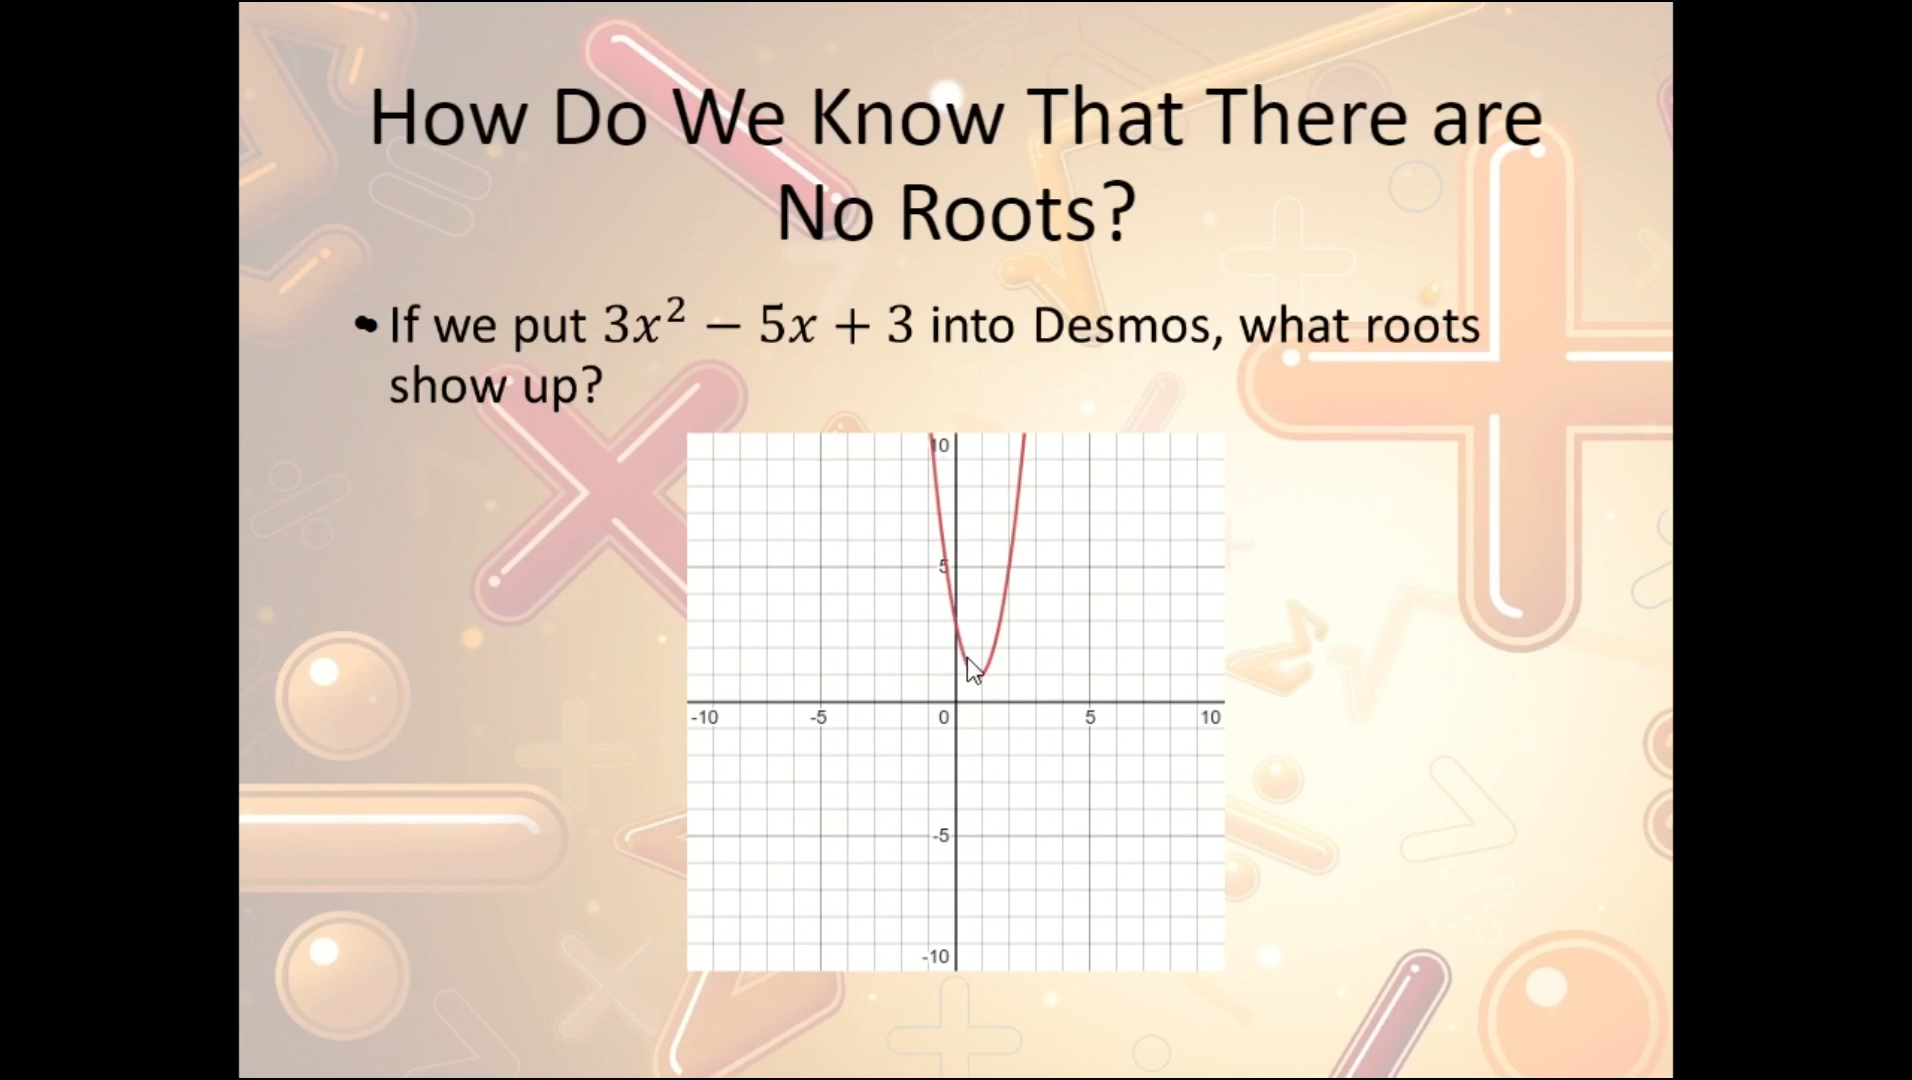 How Do We Know That There are
No Roots?
• If we put 3x² − 5x + 3 into Desmos, what roots
show up?
10
5
-10 -5 0 5 10
-5
-10